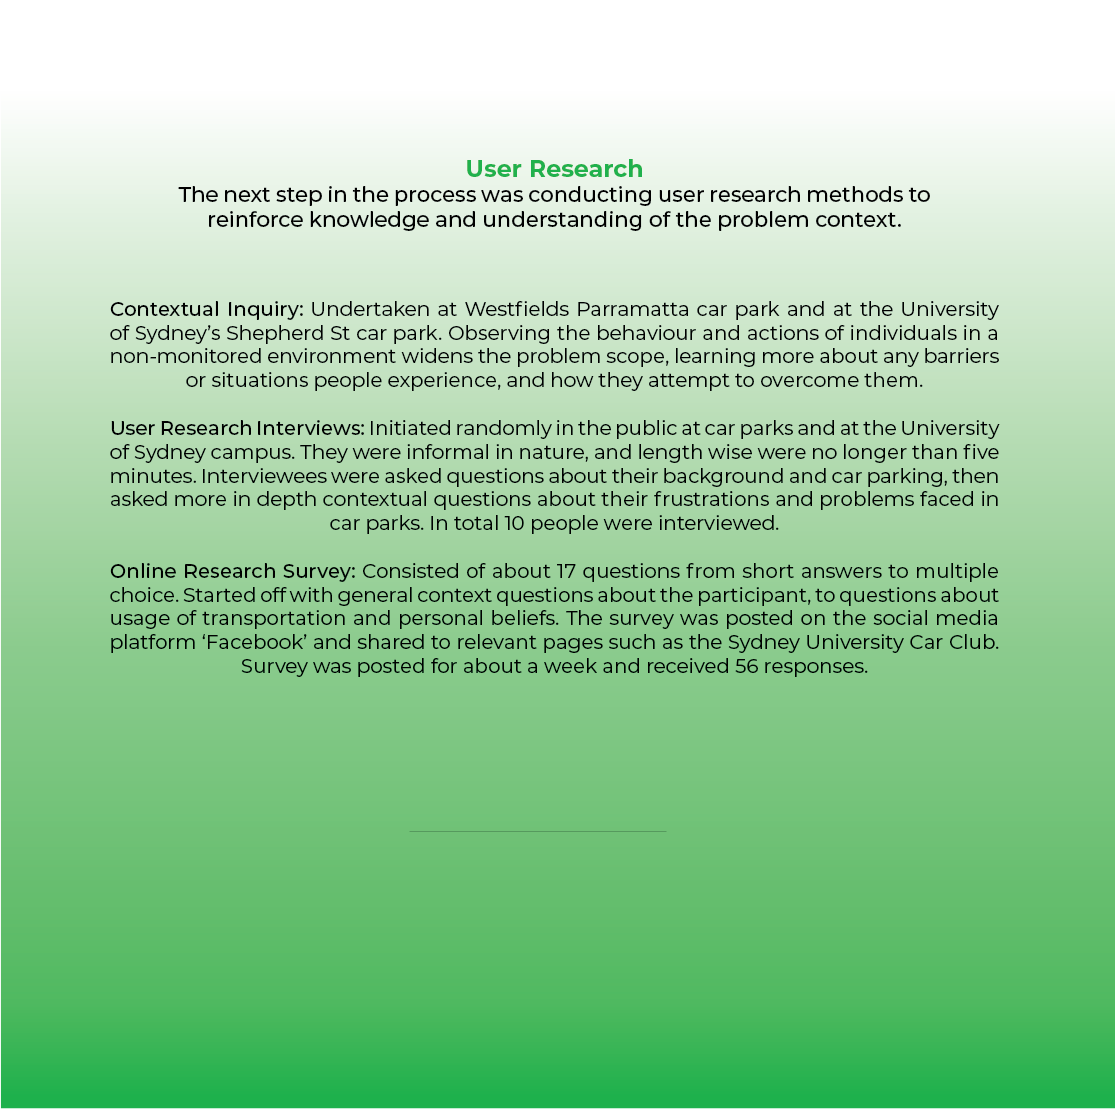 User Research
The next step in the process was conducting user research methods to
reinforce knowledge and understanding of the problem context.
Contextual Inquiry: Undertaken at Westfields Parramatta car park and at the University
of Sydney’s Shepherd St car park. Observing the behaviour and actions of individuals in a
non-monitored environment widens the problem scope, learning more about any barriers
or situations people experience, and how they attempt to overcome them.
User Research Interviews: Initiated randomly in the public at car parks and at the University
of Sydney campus. They were informal in nature, and length wise were no longer than five
minutes. Interviewees were asked questions about their background and car parking, then
asked more in depth contextual questions about their frustrations and problems faced in
car parks. In total 10 people were interviewed.
Online Research Survey: Consisted of about 17 questions from short answers to multiple
choice. Started off with general context questions about the participant, to questions about
usage of transportation and personal beliefs. The survey was posted on the social media
platform ‘Facebook’ and shared to relevant pages such as the Sydney University Car Club.
Survey was posted for about a week and received 56 responses.